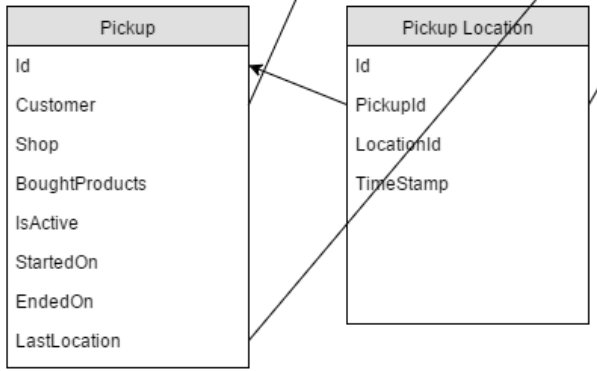 Pickup
Id
Customer
Shop
BoughtProducts
IsActive
StartedOn
EndedOn
LastLocation
Pickup Location
Id
PickupId
LocationId
TimeStamp